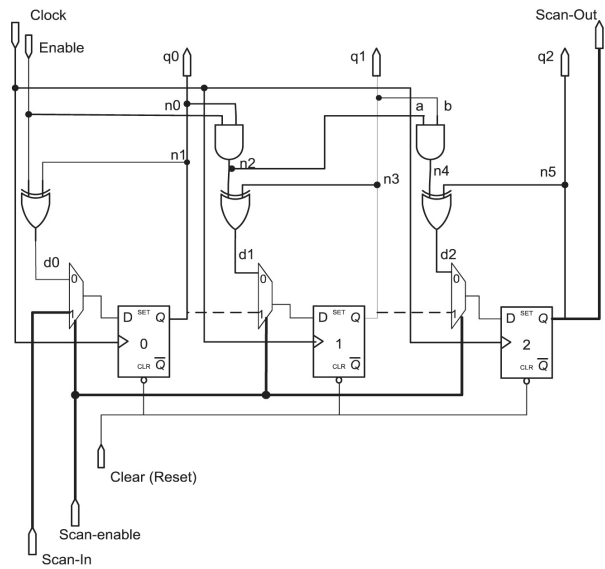 Clock
Scan-Out
Enable
q0
q1
q2
n0
a
b
n1
n2
n3
n4
n5
d0
d1
d2
0
0
0
1
1
1
D SET Q
D SET Q
D SET Q
0
1
2
CLR Q
CLR Q
CLR Q
Clear (Reset)
Scan-enable
Scan-In